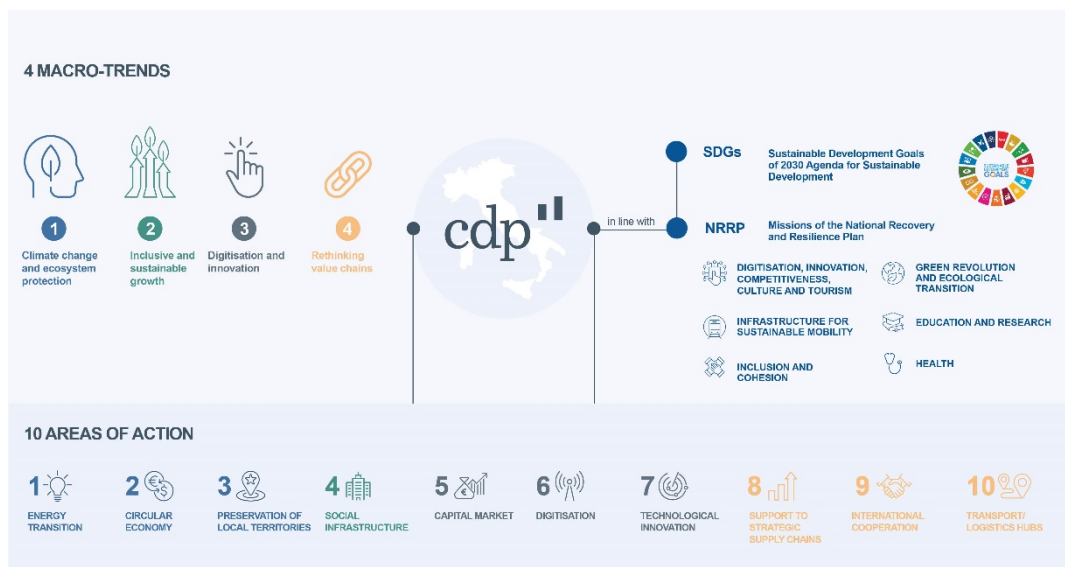 4 MACRO-TRENDS
1
Climate change
and ecosystem
protection
2
Inclusive and
sustainable
growth
3
Digitisation and
innovation
4
Rethinking
value chains
cdp
in line with
SDGs
Sustainable Development Goals
of 2030 Agenda for Sustainable
Development
SUSTAINABLE
DEVELOPMENT
GOALS
NRRP
Missions of the National Recovery
and Resilience Plan
DIGITISATION, INNOVATION,
COMPETITIVENESS,
CULTURE AND TOURISM
GREEN REVOLUTION
AND ECOLOGICAL
TRANSITION
INFRASTRUCTURE FOR
SUSTAINABLE MOBILITY
EDUCATION AND RESEARCH
INCLUSION AND
COHESION
HEALTH
10 AREAS OF ACTION
1
ENERGY
TRANSITION
2
€
$
CIRCULAR
ECONOMY
3
PRESERVATION OF
LOCAL TERRITORIES
4
SOCIAL
INFRASTRUCTURE
5
€
CAPITAL MARKET
6
DIGITISATION
7
TECHNOLOGICAL
INNOVATION
8
SUPPORT TO
STRATEGIC
SUPPLY CHAINS
9
INTERNATIONAL
COOPERATION
10
TRANSPORT/
LOGISTICS HUBS